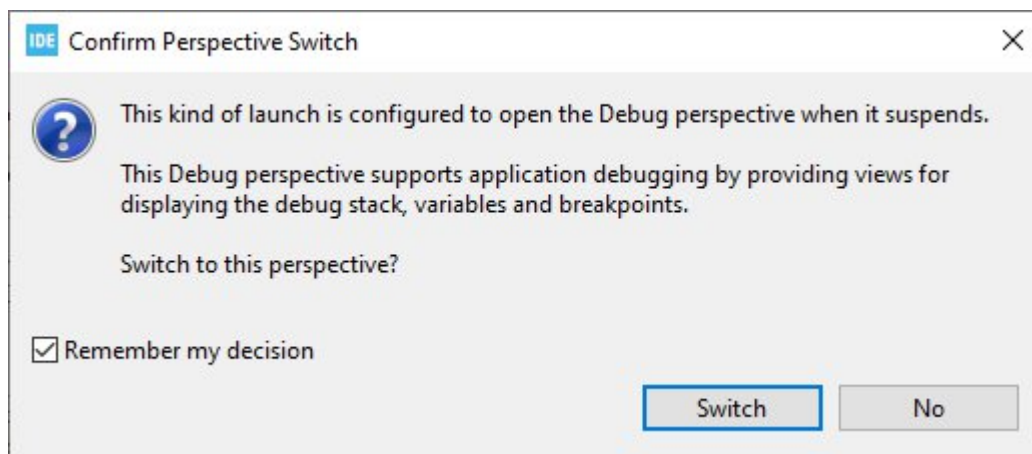 IDE Confirm Perspective Switch
This kind of launch is configured to open the Debug perspective when it suspends.
This Debug perspective supports application debugging by providing views for
displaying the debug stack, variables and breakpoints.
Switch to this perspective?
Remember my decision
Switch No